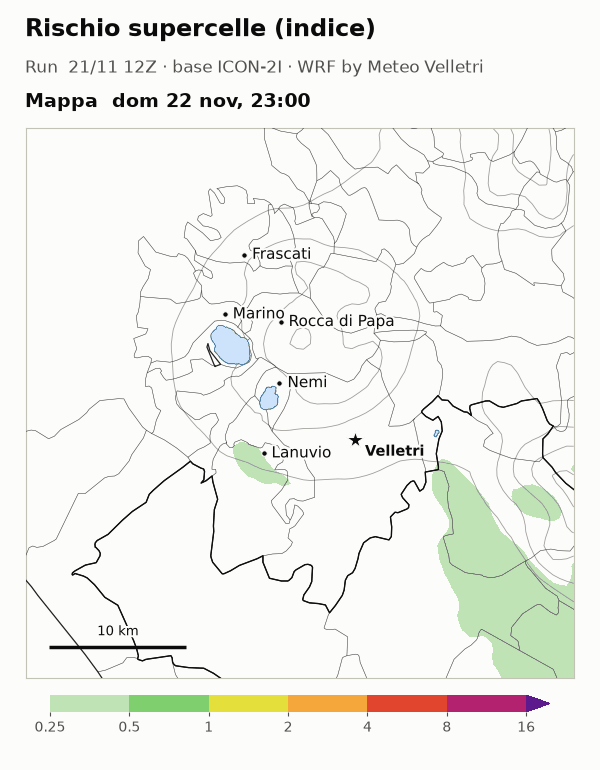 Rischio supercelle (indice)
Run  21/11 12Z · base ICON-2I · WRF by Meteo Velletri
Mappa  dom 22 nov, 23:00
Frascati
Marino
Rocca di Papa
Nemi
Velletri
Lanuvio
10 km
0.25 0.5 1 2 4 8 16